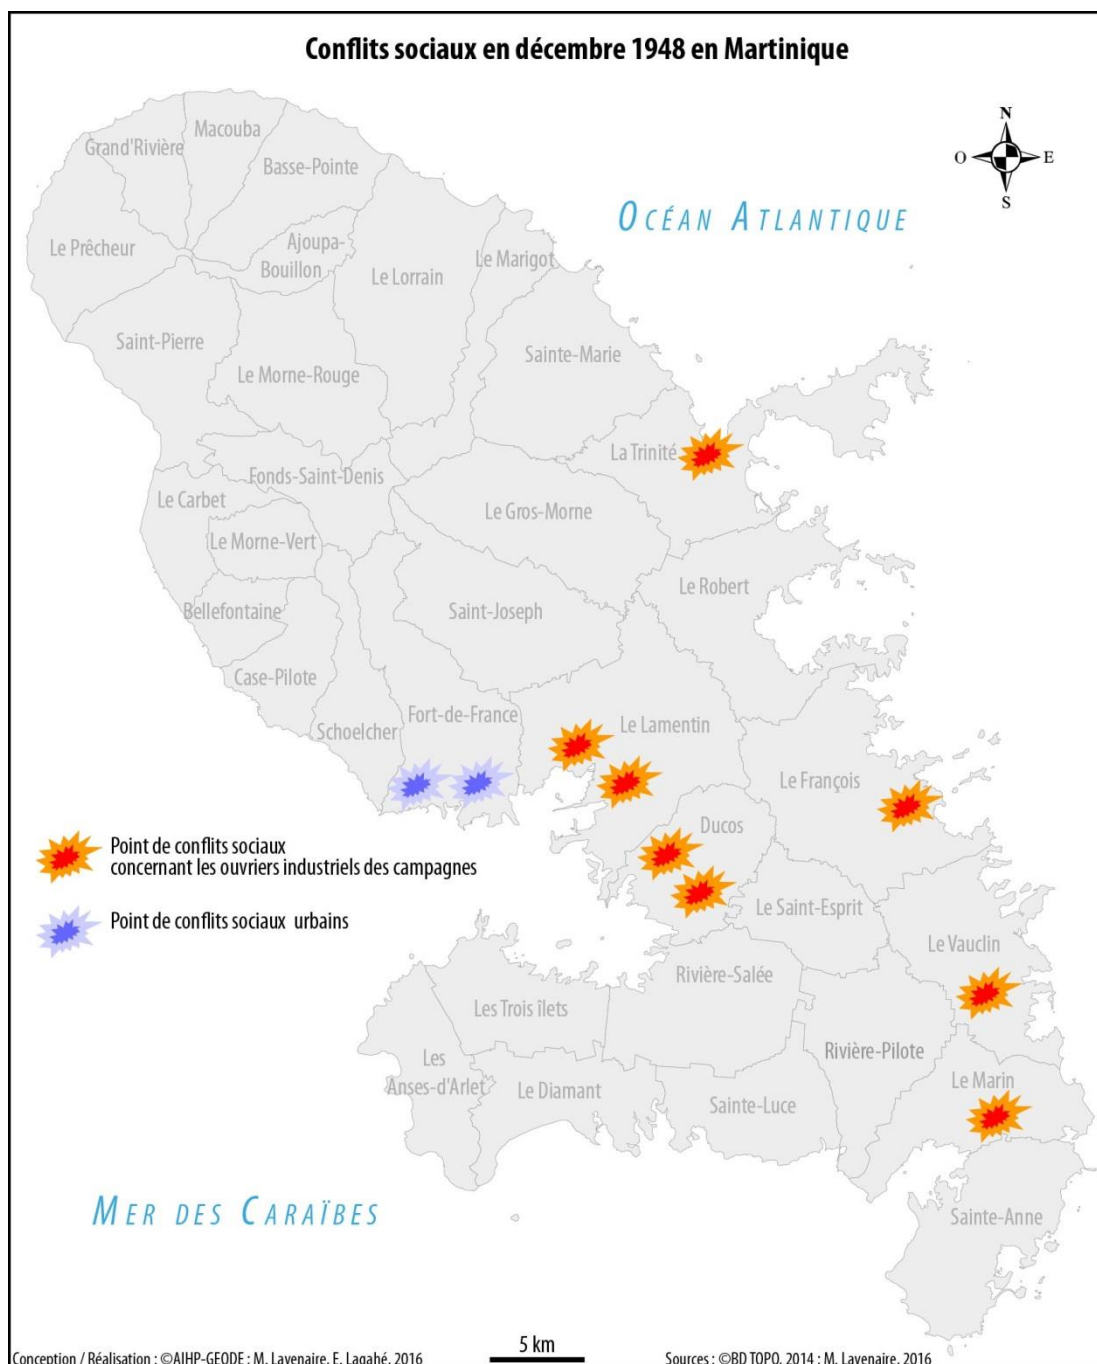 Conflits sociaux en décembre 1948 en Martinique
N
O
E
S
Macouba
Grand'Rivière
Basse-Pointe
OCÉAN ATLANTIQUE
Le Prêcheur
Ajoupa-
Bouillon
Le Marigot
Le Lorrain
Saint-Pierre
Sainte-Marie
Le Morne-Rouge
La Trinité
Fonds-Saint-Denis
Le Carbet
Le Gros-Morne
Le Morne-Vert
Le Robert
Bellefontaine
Saint-Joseph
Case-Pilote
Fort-de-France
Le Lamentin
Schoelcher
Le François
Ducos
Point de conflits sociaux
concernant les ouvriers industriels des campagnes
Le Saint-Esprit
Point de conflits sociaux urbains
Le Vauclin
Rivière-Salée
Les Trois îlets
Rivière-Pilote
Les
Anses-d'Arlet
Le Diamant
Le Marin
Sainte-Luce
MER DES CARAÏBES
Sainte-Anne
5 km
Conception / Réalisation : ©AIHP-GEODE : M. Lavenaire, E. Lagahé, 2016
Sources : ©BD TOPO, 2014 ; M. Lavenaire, 2016